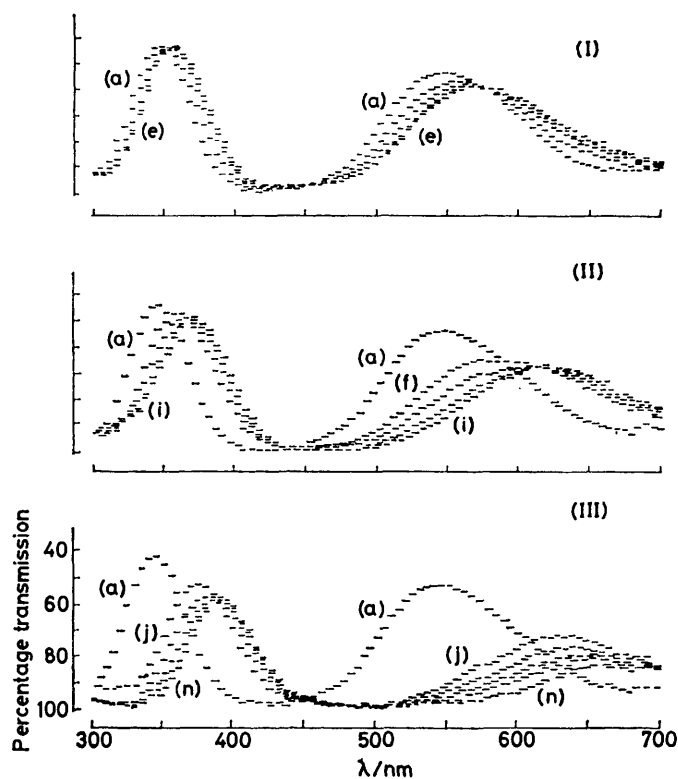 (I)
(a)
(a)
(e)
(e)
(II)
(a)
(a)
(f)
(i)
(i)
(III)
Percentage transmission
40
60
80
100
(a)
(a)
(j)
(j)
(n)
(n)
300
400
500
600
700
λ/nm